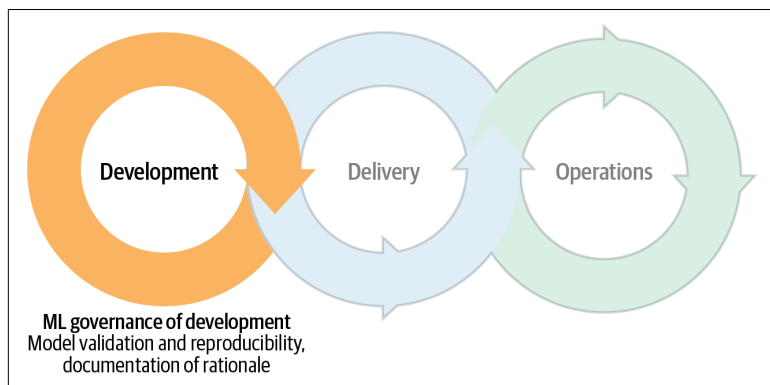 Development
Delivery
Operations
ML governance of development
Model validation and reproducibility,
documentation of rationale